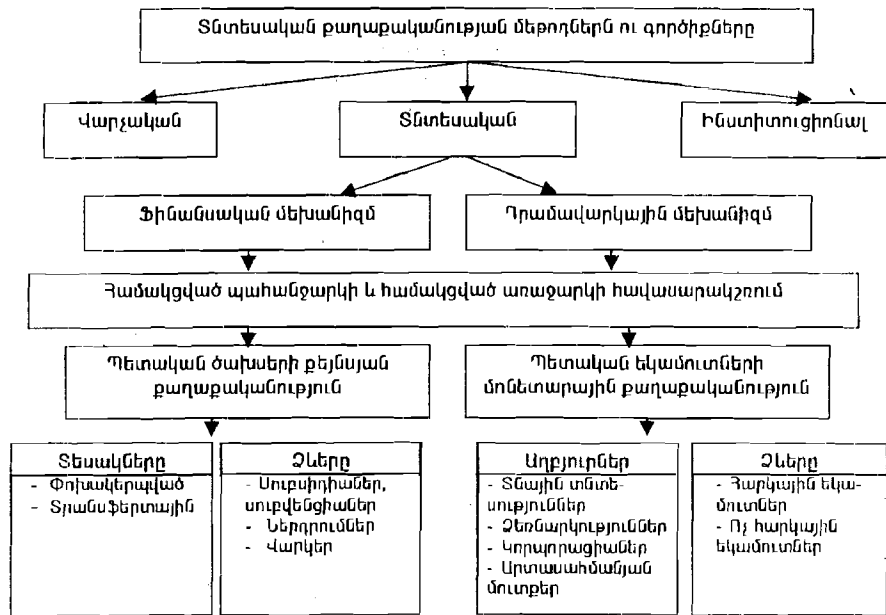 Տնտեսական քաղաքականության մեթոդներն ու գործիքները
Վարչական
Տնտեսական
Ինստիտուցիոնալ
Ֆինանսական մեխանիզմ
Դրամավարկային մեխանիզմ
Համակցված պահանջարկի և համակցված առաջարկի հավասարակշռում
Պետական ծախսերի քեյնսյան
քաղաքականություն
Պետական եկամուտների
մոնետարային քաղաքականություն
Տեսակները
- Փոխակերպված
- Տրանսֆերտային
Ձևերը
- Սուբսիդիաներ,
սուբվենցիաներ
- Ներդրումներ
- Վարկեր
Աղբյուրներ
- Տնային տնտե-
սություններ
- Ձեռնարկություններ
- Կորպորացիաներ
- Արտասահմանյան
մուտքեր
Ձևերը
- Հարկային եկա-
մուտներ
- Ոչ հարկային
եկամուտներ